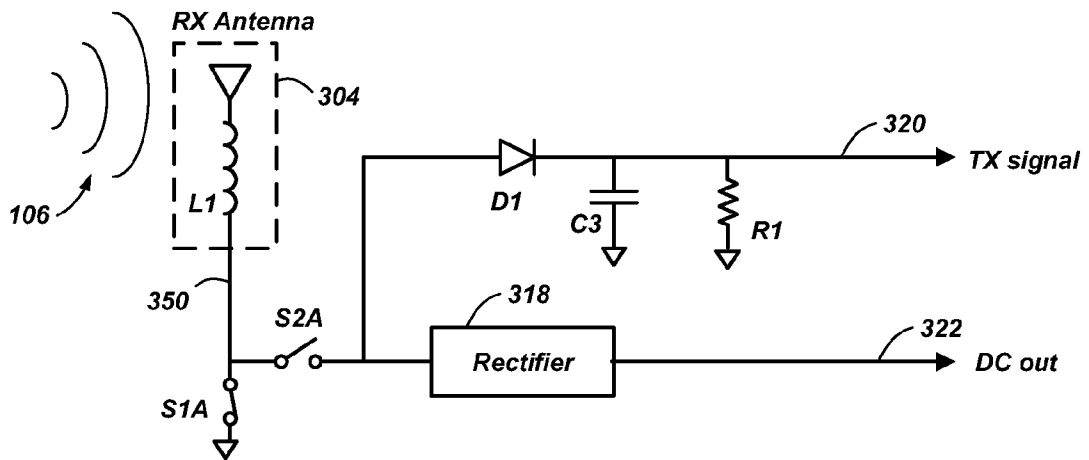 RX Antenna
304
320
TX signal
D1
C3
R1
L1
106
350
318
S2A
322
Rectifier
DC out
S1A